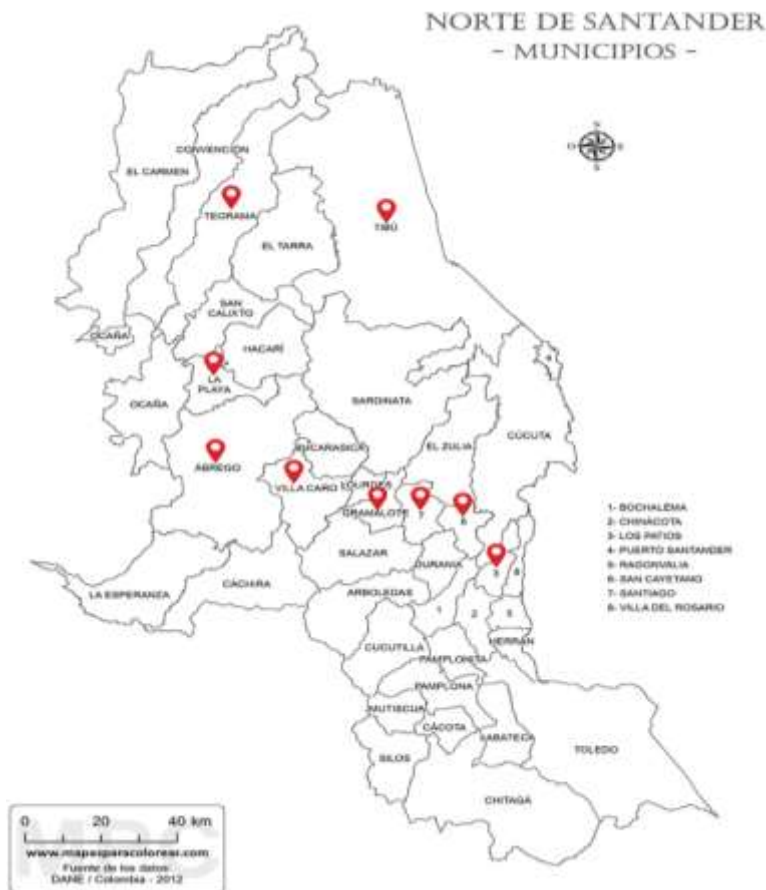 NORTE DE SANTANDER
- MUNICIPIOS -
CONVENCIÓN
EL CARMEN
TEORAMA
TIBÚ
EL TARRA
SAN
CALIXTO
OCAÑA
HACARÍ
LA
PLAYA
OCAÑA
SARDINATA
4
CÚCUTA
EL ZULIA
BUCARASICA
ABREGO
VILLA CARO
LOURDES
GRAMALOTE
7
6
SALAZAR
DURANIA
3
8
LA ESPERANZA
CÁCHIRA
ARBOLEDAS
1
2
5
HERRÁN
CUCUTILLA
PAMPLONITA
PAMPLONA
MUTISCUA
CÁCOTA
LABATECA
TOLEDO
SILOS
CHITAGÁ
1- BOCHALEMA
2- CHINÁCOTA
3- LOS PATIOS
4- PUERTO SANTANDER
5- RAGONVALIA
6- SAN CAYETANO
7- SANTIAGO
8- VILLA DEL ROSARIO
0 20 40 km
www.mapasparacolorear.com
Fuente de los datos:
DANE / Colombia - 2012